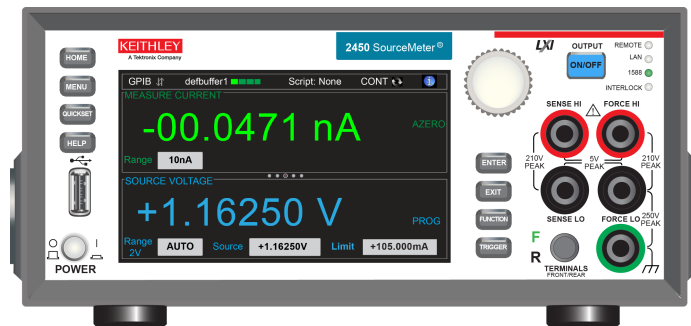 KEITHLEY
A Tektronix Company
2450 SourceMeter®
LXI
OUTPUT
ON/OFF
REMOTE
LAN
1588
INTERLOCK
HOME
MENU
QUICKSET
HELP
POWER
O I
GPIB defbuffer1 Script: None CONT i
MEASURE CURRENT
-00.0471 nA
AZERO
Range 10nA
SOURCE VOLTAGE
+1.16250 V
PROG
Range 2V AUTO Source +1.16250V Limit +105.000mA
ENTER
EXIT
FUNCTION
TRIGGER
SENSE HI
FORCE HI
210V PEAK
5V PEAK
210V PEAK
SENSE LO
FORCE LO
250V PEAK
F
R
TERMINALS
FRONT/REAR